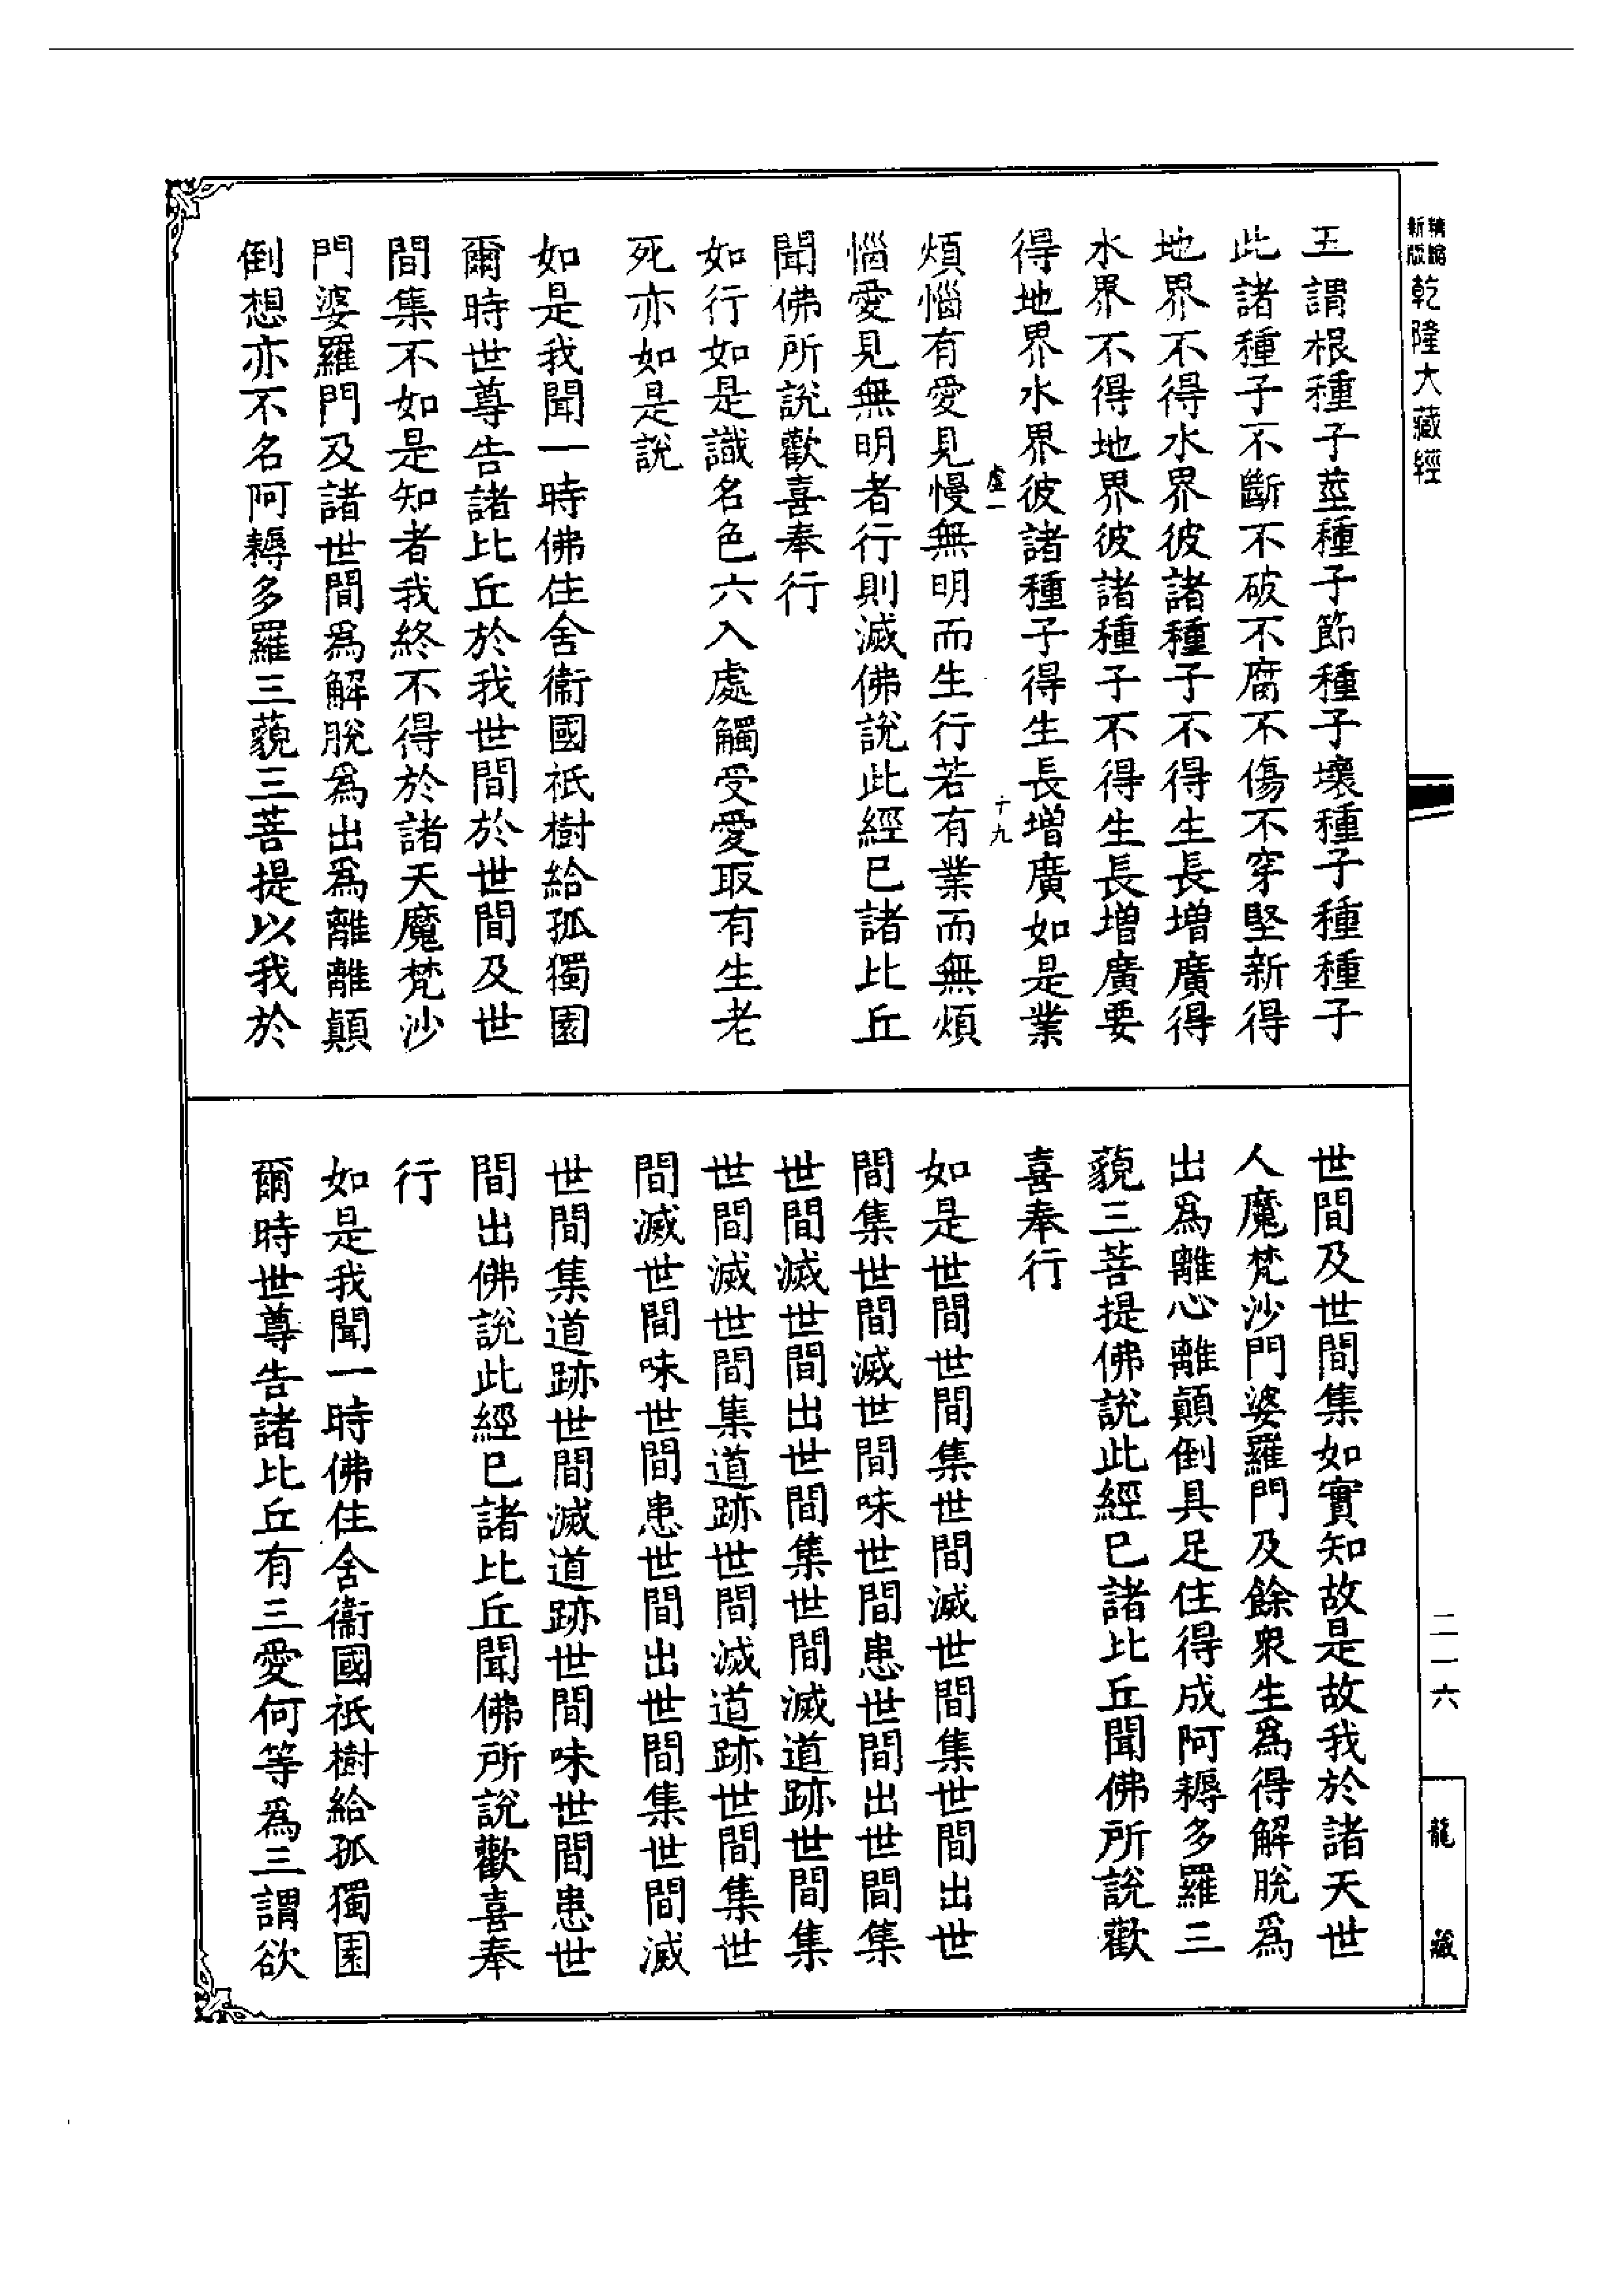 新版精縮乾隆大藏經
五謂根種子莖種子節種子壞種子種種子
此諸種子不斷不破不腐不傷不穿堅新得
地界不得水界彼諸種子不得生長增廣得
水界不得地界彼諸種子不得生長增廣要
得地界水界彼諸種子得生長增廣如是業
虛一 十九
煩惱有愛見慢無明而生行若有業而無煩
惱愛見無明者行則滅佛說此經已諸比丘
聞佛所說歡喜奉行
如行如是識名色六入處觸受愛取有生老
死亦如是說
如是我聞一時佛住舍衞國祇樹給孤獨園
爾時世尊告諸比丘於我世間於世間及世
間集不如是知者我終不得於諸天魔梵沙
門婆羅門及諸世間爲解脫爲出爲離離顚
倒想亦不名阿耨多羅三藐三菩提以我於
世間及世間集如實知故是故我於諸天世
人魔梵沙門婆羅門及餘衆生爲得解脫爲
出爲離心離顚倒具足住得成阿耨多羅三
藐三菩提佛說此經已諸比丘聞佛所說歡
喜奉行
如是世間世間集世間滅世間集世間出世
間集世間滅世間味世間患世間出世間集
世間滅世間出世間集世間滅道跡世間集
世間滅世間集道跡世間滅道跡世間集世
間滅世間味世間患世間出世間集世間滅
世間集道跡世間滅道跡世間味世間患世
間出佛說此經已諸比丘聞佛所說歡喜奉
行
如是我聞一時佛住舍衞國祇樹給孤獨園
爾時世尊告諸比丘有三愛何等爲三謂欲
二一六
龍藏